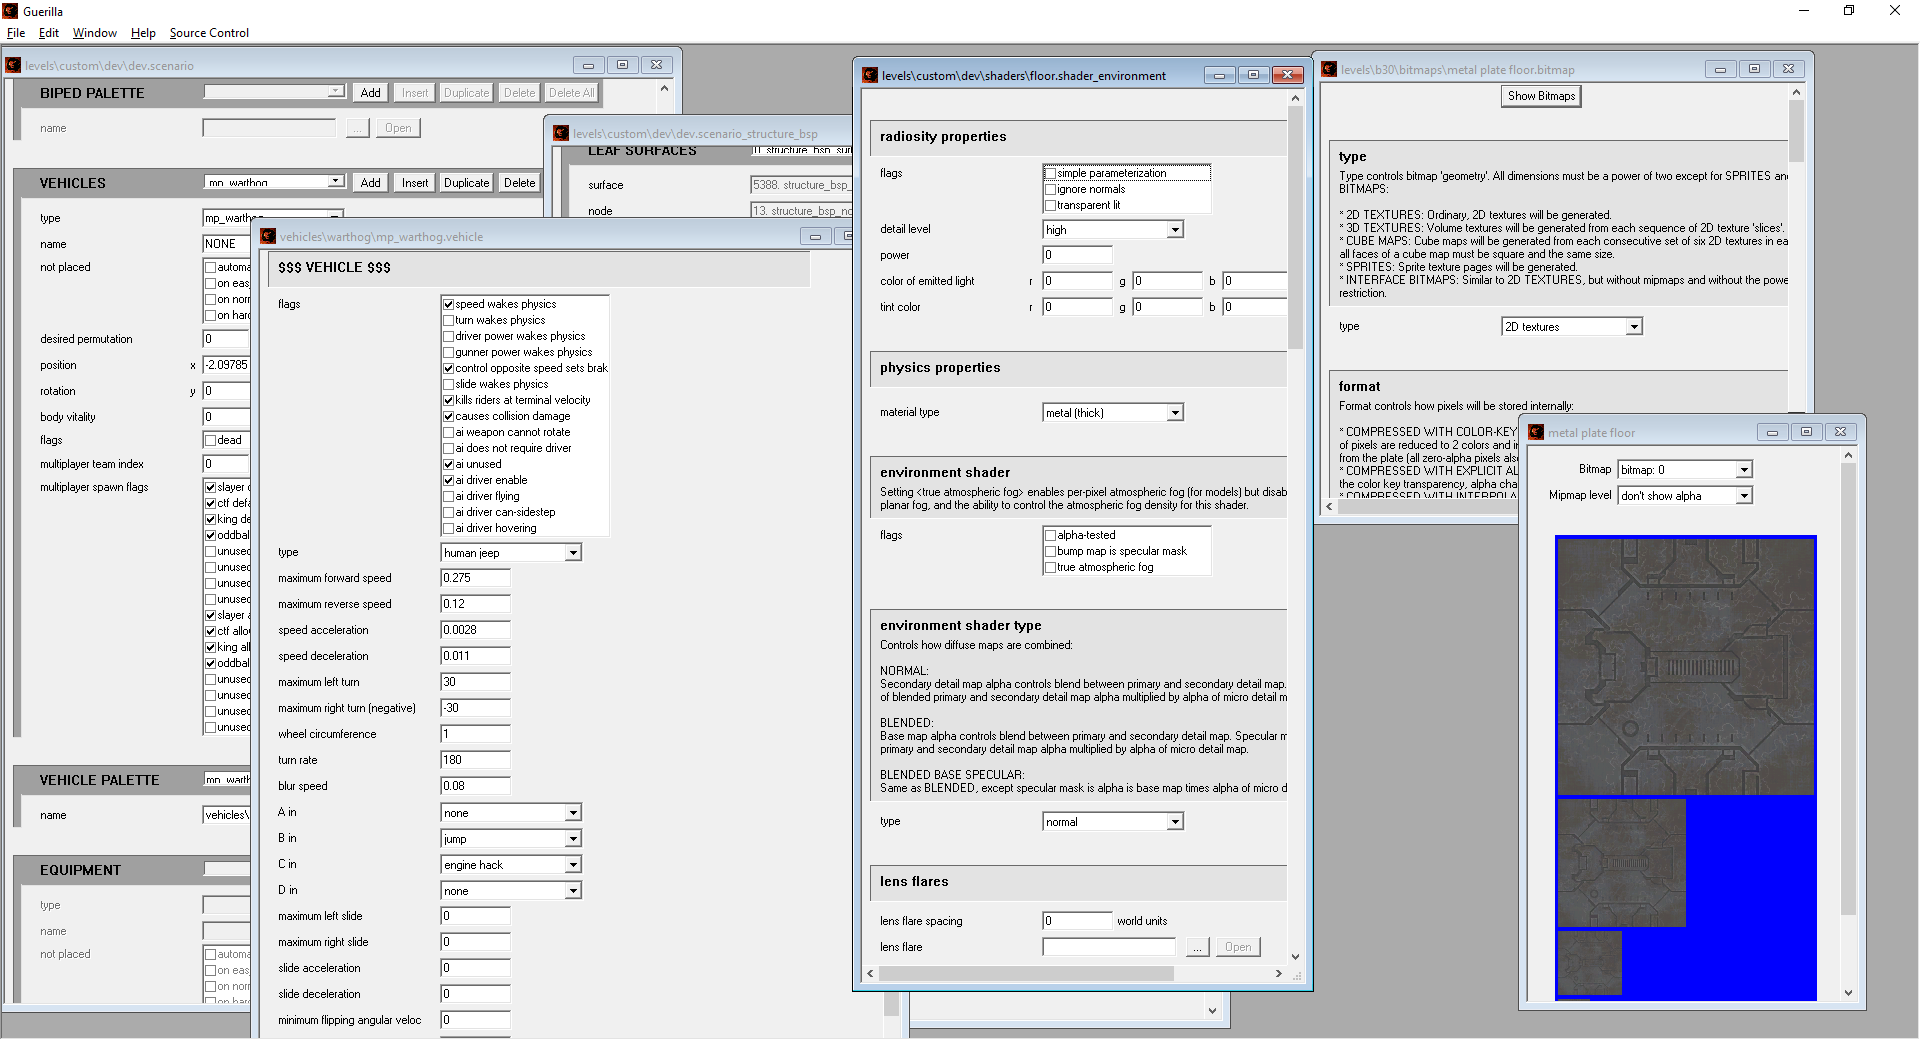 Guerilla
File Edit Window Help Source Control
levels\custom\dev\dev.scenario
BIPED PALETTE Add Insert Duplicate Delete Delete All
name ... Open
VEHICLES mp_warthog Add Insert Duplicate Delete
type mp_warthog
name NONE
not placed
automa
on eas
on norr
on hard
desired permutation 0
position x -2.09785
rotation y 0
body vitality 0
flags dead
multiplayer team index 0
multiplayer spawn flags
slayer d
ctf defa
king de
oddbal
unused
unused
unused
unused
slayer a
ctf allov
king all
oddbal
unused
unused
unused
unused
VEHICLE PALETTE mp_warth
name vehicles\
EQUIPMENT
type
name
not placed
automa
on eas
on norr
on hard
levels\custom\dev\dev.scenario_structure_bsp
LEAF SURFACES 0. structure_bsp_surf
surface 5388. structure_bsp_
node 13. structure_bsp_no
vehicles\warthog\mp_warthog.vehicle
$$$ VEHICLE $$$
flags
speed wakes physics
turn wakes physics
driver power wakes physics
gunner power wakes physics
control opposite speed sets brak
slide wakes physics
kills riders at terminal velocity
causes collision damage
ai weapon cannot rotate
ai does not require driver
ai unused
ai driver enable
ai driver flying
ai driver can-sidestep
ai driver hovering
type human jeep
maximum forward speed 0.275
maximum reverse speed 0.12
speed acceleration 0.0028
speed deceleration 0.011
maximum left turn 30
maximum right turn (negative) -30
wheel circumference 1
turn rate 180
blur speed 0.08
A in none
B in jump
C in engine hack
D in none
maximum left slide 0
maximum right slide 0
slide acceleration 0
slide deceleration 0
minimum flipping angular veloc 0
levels\custom\dev\shaders\floor.shader_environment
radiosity properties
flags
simple parameterization
ignore normals
transparent lit
detail level high
power 0
color of emitted light r 0 g 0 b 0
tint color r 0 g 0 b 0
physics properties
material type metal (thick)
environment shader
Setting <true atmospheric fog> enables per-pixel atmospheric fog (for models) but disab
planar fog, and the ability to control the atmospheric fog density for this shader.
flags
alpha-tested
bump map is specular mask
true atmospheric fog
environment shader type
Controls how diffuse maps are combined:
NORMAL:
Secondary detail map alpha controls blend between primary and secondary detail map.
of blended primary and secondary detail map alpha multiplied by alpha of micro detail m
BLENDED:
Base map alpha controls blend between primary and secondary detail map. Specular m
primary and secondary detail map alpha multiplied by alpha of micro detail map.
BLENDED BASE SPECULAR:
Same as BLENDED, except specular mask is alpha is base map times alpha of micro d
type normal
lens flares
lens flare spacing 0 world units
lens flare ... Open
levels\b30\bitmaps\metal plate floor.bitmap
Show Bitmaps
type
Type controls bitmap 'geometry'. All dimensions must be a power of two except for SPRITES and
BITMAPS:
* 2D TEXTURES: Ordinary, 2D textures will be generated.
* 3D TEXTURES: Volume textures will be generated from each sequence of 2D texture 'slices'.
* CUBE MAPS: Cube maps will be generated from each consecutive set of six 2D textures in ea
all faces of a cube map must be square and the same size.
* SPRITES: Sprite texture pages will be generated.
* INTERFACE BITMAPS: Similar to 2D TEXTURES, but without mipmaps and without the powe
restriction.
type 2D textures
format
Format controls how pixels will be stored internally:
* COMPRESSED WITH COLOR-KEY
of pixels are reduced to 2 colors and in
from the plate (all zero-alpha pixels also
* COMPRESSED WITH EXPLICIT AL
the color key transparency, alpha cha
* COMPRESSED WITH INTERPOLA
metal plate floor
Bitmap bitmap: 0
Mipmap level don't show alpha